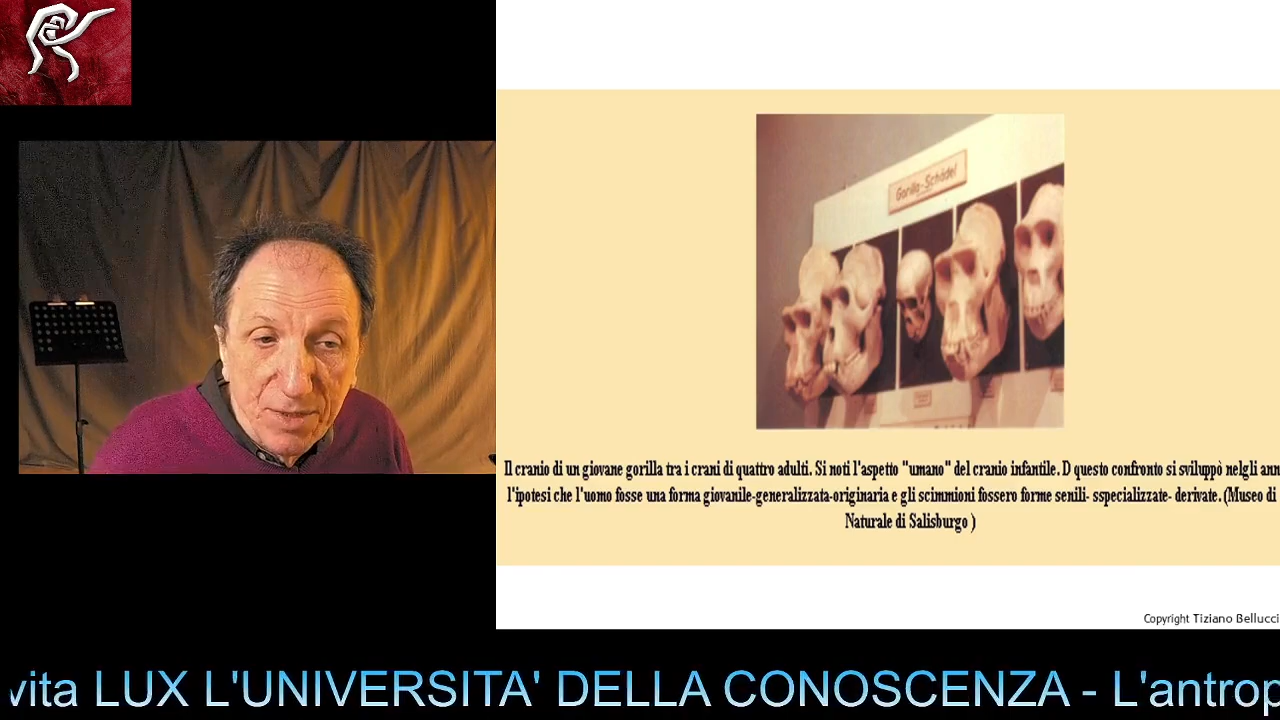 Gorilla-Schädel
Il cranio di un giovane gorilla tra i crani di quattro adulti. Si noti l'aspetto "umano" del cranio infantile. D questo confronto si sviluppò nelgli ann
l'ipotesi che l'uomo fosse una forma giovanile-generalizzata-originaria e gli scimmioni fossero forme senili- sspecializzate- derivate. (Museo di
Naturale di Salisburgo )
Copyright Tiziano Bellucci
vita LUX L'UNIVERSITA' DELLA CONOSCENZA - L'antrop